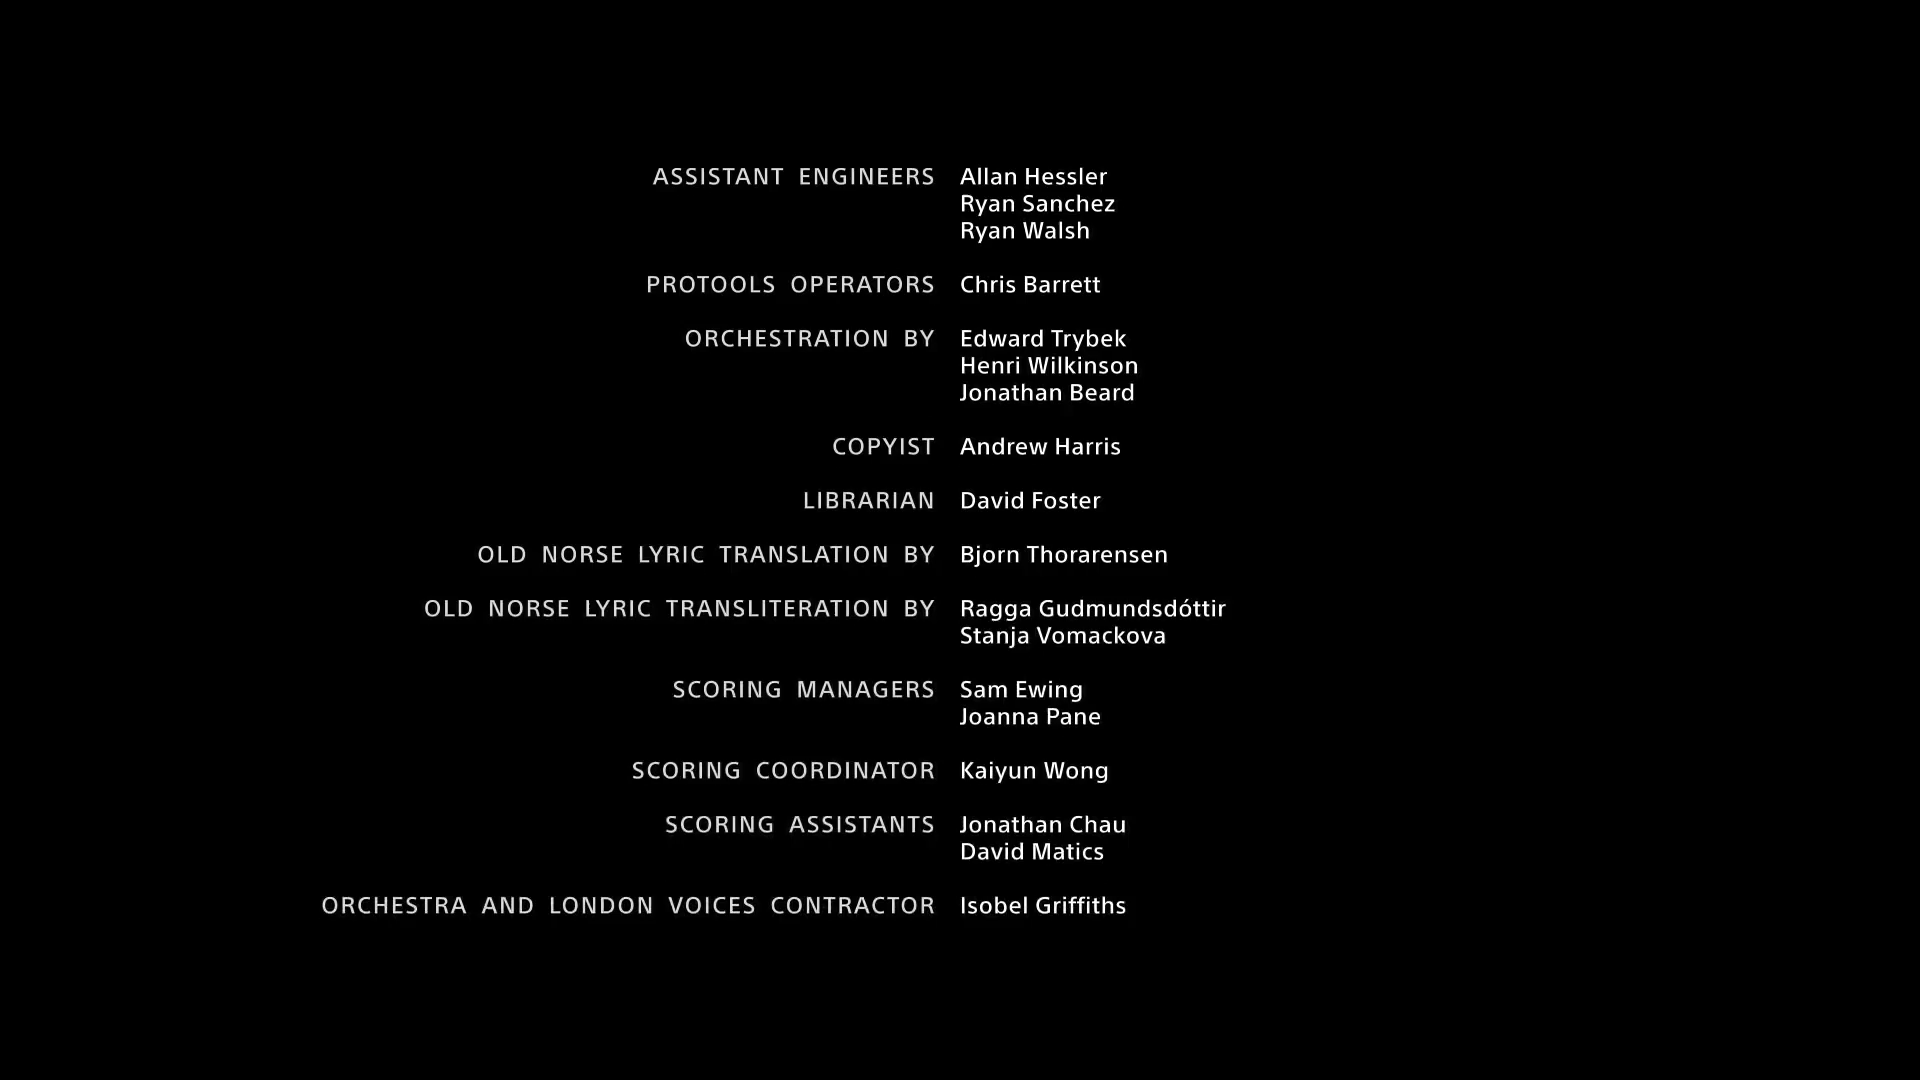 ASSISTANT ENGINEERS Allan Hessler
Ryan Sanchez
Ryan Walsh
PROTOOLS OPERATORS Chris Barrett
ORCHESTRATION BY Edward Trybek
Henri Wilkinson
Jonathan Beard
COPYIST Andrew Harris
LIBRARIAN David Foster
OLD NORSE LYRIC TRANSLATION BY Bjorn Thorarensen
OLD NORSE LYRIC TRANSLITERATION BY Ragga Gudmundsdóttir
Stanja Vomackova
SCORING MANAGERS Sam Ewing
Joanna Pane
SCORING COORDINATOR Kaiyun Wong
SCORING ASSISTANTS Jonathan Chau
David Matics
ORCHESTRA AND LONDON VOICES CONTRACTOR Isobel Griffiths